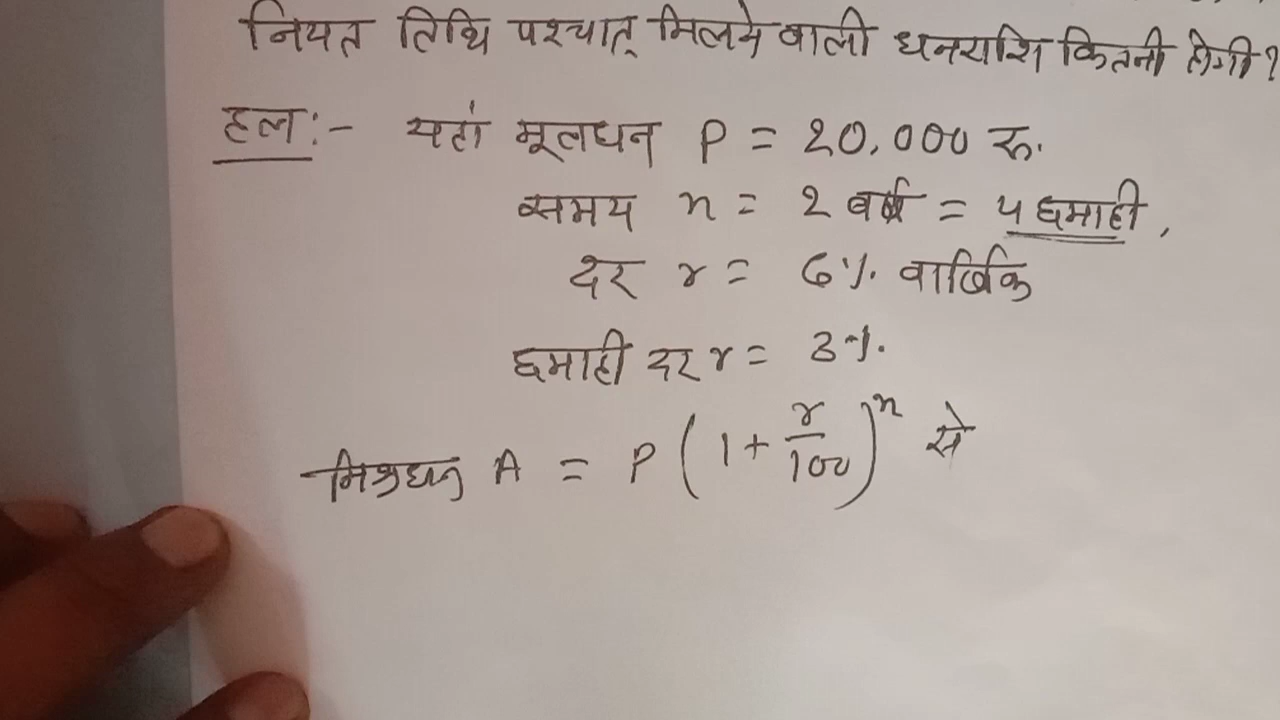 नियत तिथि पश्चात् मिलने वाली धनराशि कितनी होगी?
हल:- यहां मूलधन P = 20,000 रु.
समय n = 2 वर्ष = 4 छमाही,
दर r = 6% वार्षिक
छमाही दर r = 3%.
मिश्रधन A = P (1 + r/100)^n से